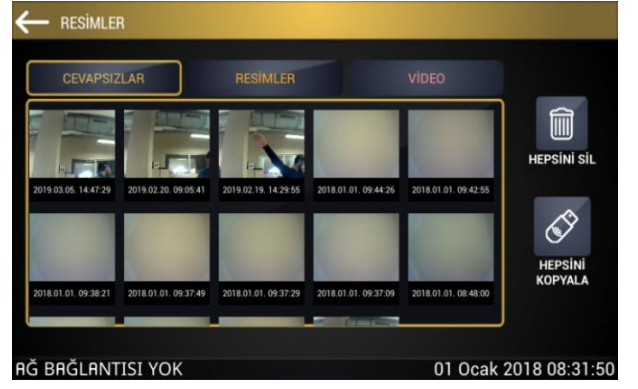 RESİMLER
CEVAPSIZLAR
RESİMLER
VİDEO
2019.03.05. 14:47:29
2019.02.20. 09:05:41
2019.02.19. 14:29:55
2018.01.01. 09:44:26
2018.01.01. 09:42:55
HEPSİNİ SİL
2018.01.01. 09:38:21
2018.01.01. 09:37:49
2018.01.01. 09:37:29
2018.01.01. 09:37:09
2018.01.01. 08:48:00
HEPSİNİ
KOPYALA
AĞ BAĞLANTISI YOK
01 Ocak 2018 08:31:50